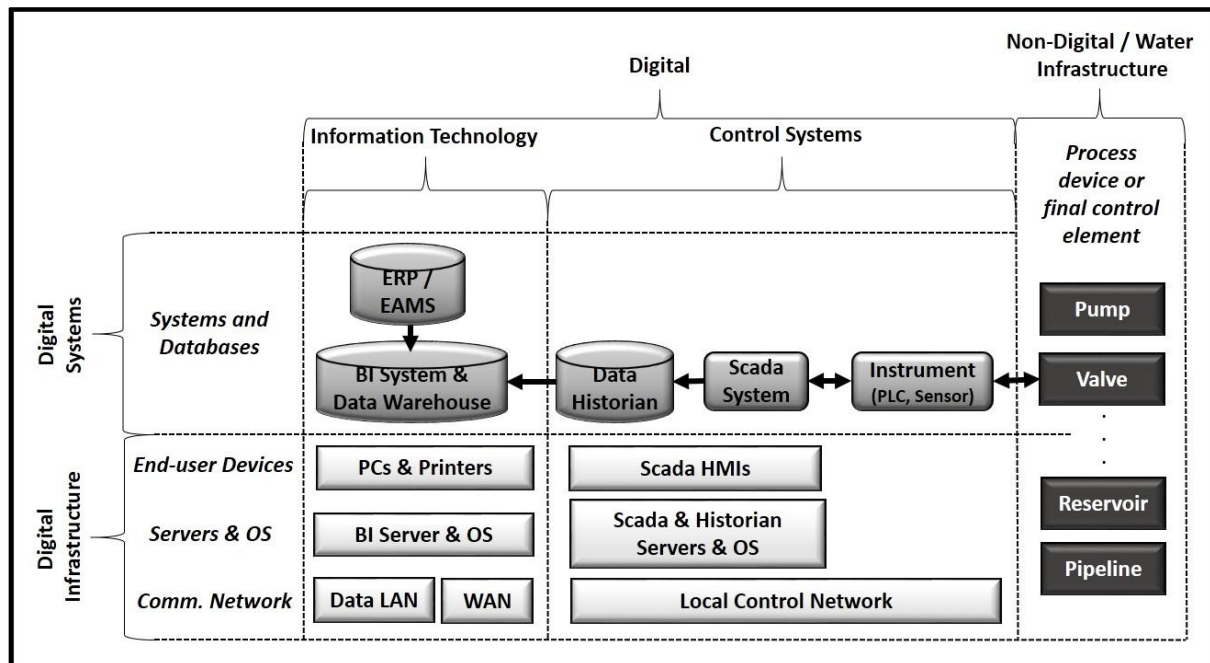 Non-Digital / Water
Infrastructure
Digital
Information Technology
Control Systems
Process
device or
final control
element
Digital
Systems
Systems and
Databases
ERP /
EAMS
BI System &
Data Warehouse
Data
Historian
Scada
System
Instrument
(PLC, Sensor)
Pump
Valve
Digital
Infrastructure
End-user Devices
PCs & Printers
Scada HMIs
Servers & OS
BI Server & OS
Scada & Historian
Servers & OS
Reservoir
Pipeline
Comm. Network
Data LAN
WAN
Local Control Network